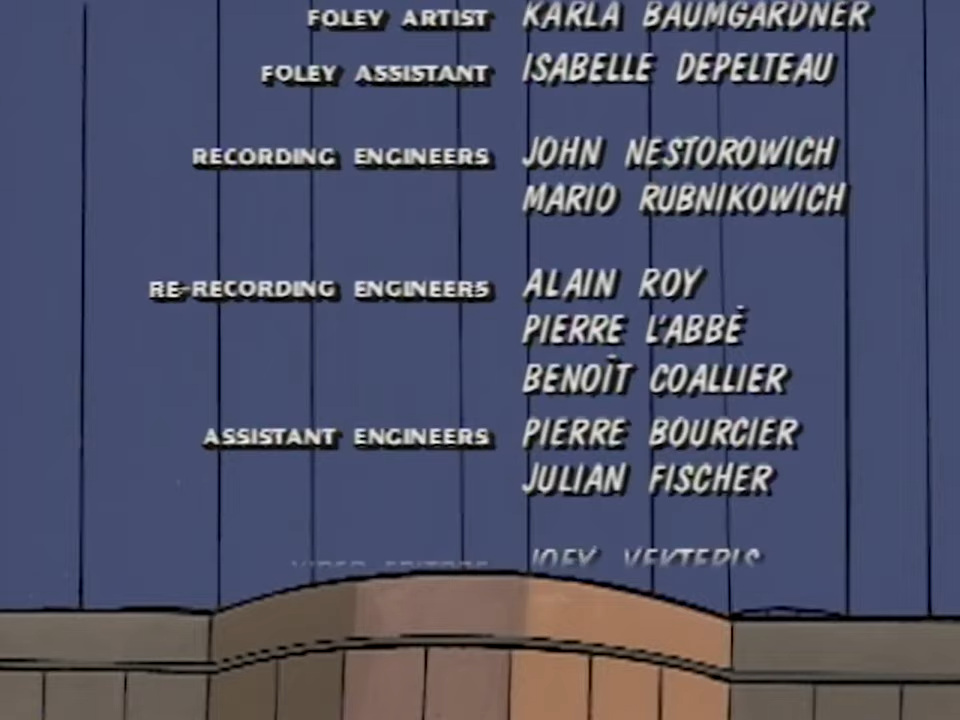 FOLEY ARTIST KARLA BAUMGARDNER
FOLEY ASSISTANT ISABELLE DEPELTEAU
RECORDING ENGINEERS JOHN NESTOROWICH
MARIO RUBNIKOWICH
RE-RECORDING ENGINEERS ALAIN ROY
PIERRE L'ABBÉ
BENOÎT COALLIER
ASSISTANT ENGINEERS PIERRE BOURCIER
JULIAN FISCHER
JOEY